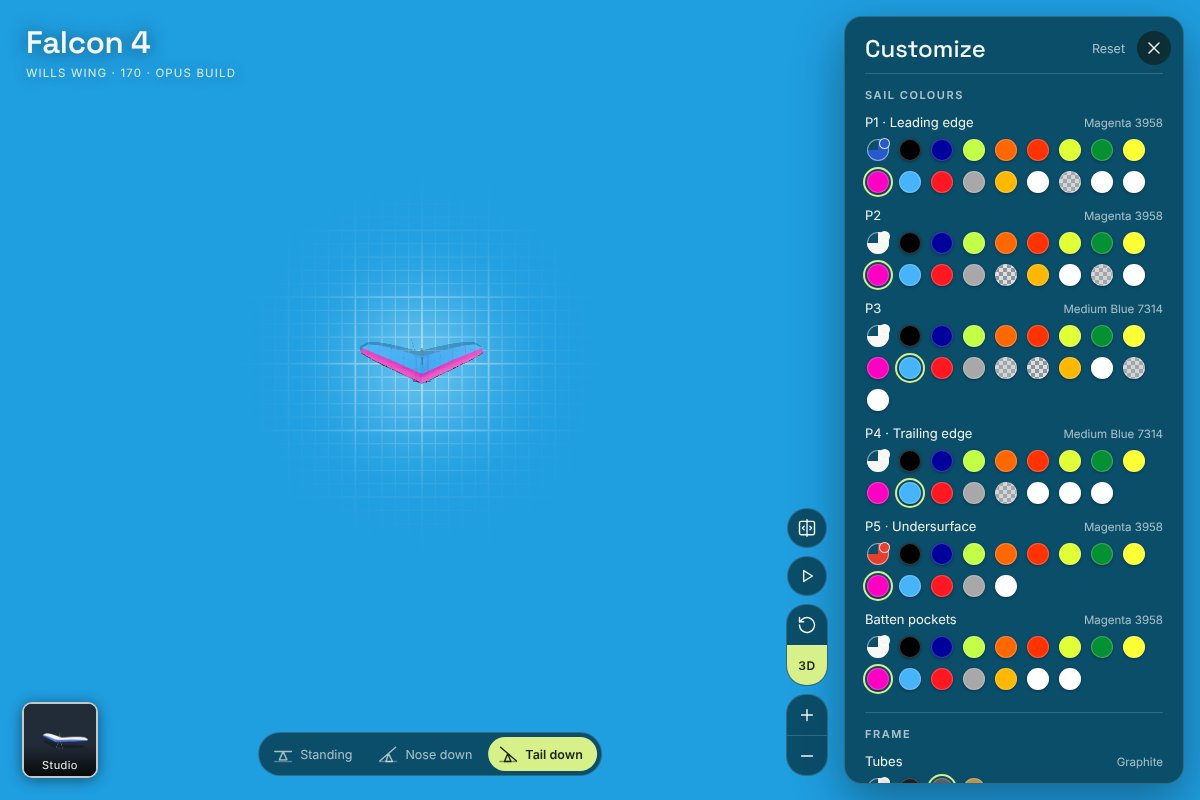 Falcon 4
WILLS WING · 170 · OPUS BUILD
Customize
Reset
SAIL COLOURS
P1 · Leading edge
Magenta 3958
P2
Magenta 3958
P3
Medium Blue 7314
P4 · Trailing edge
Medium Blue 7314
P5 · Undersurface
Magenta 3958
Batten pockets
Magenta 3958
FRAME
Tubes
Graphite
3D
Studio
Standing
Nose down
Tail down